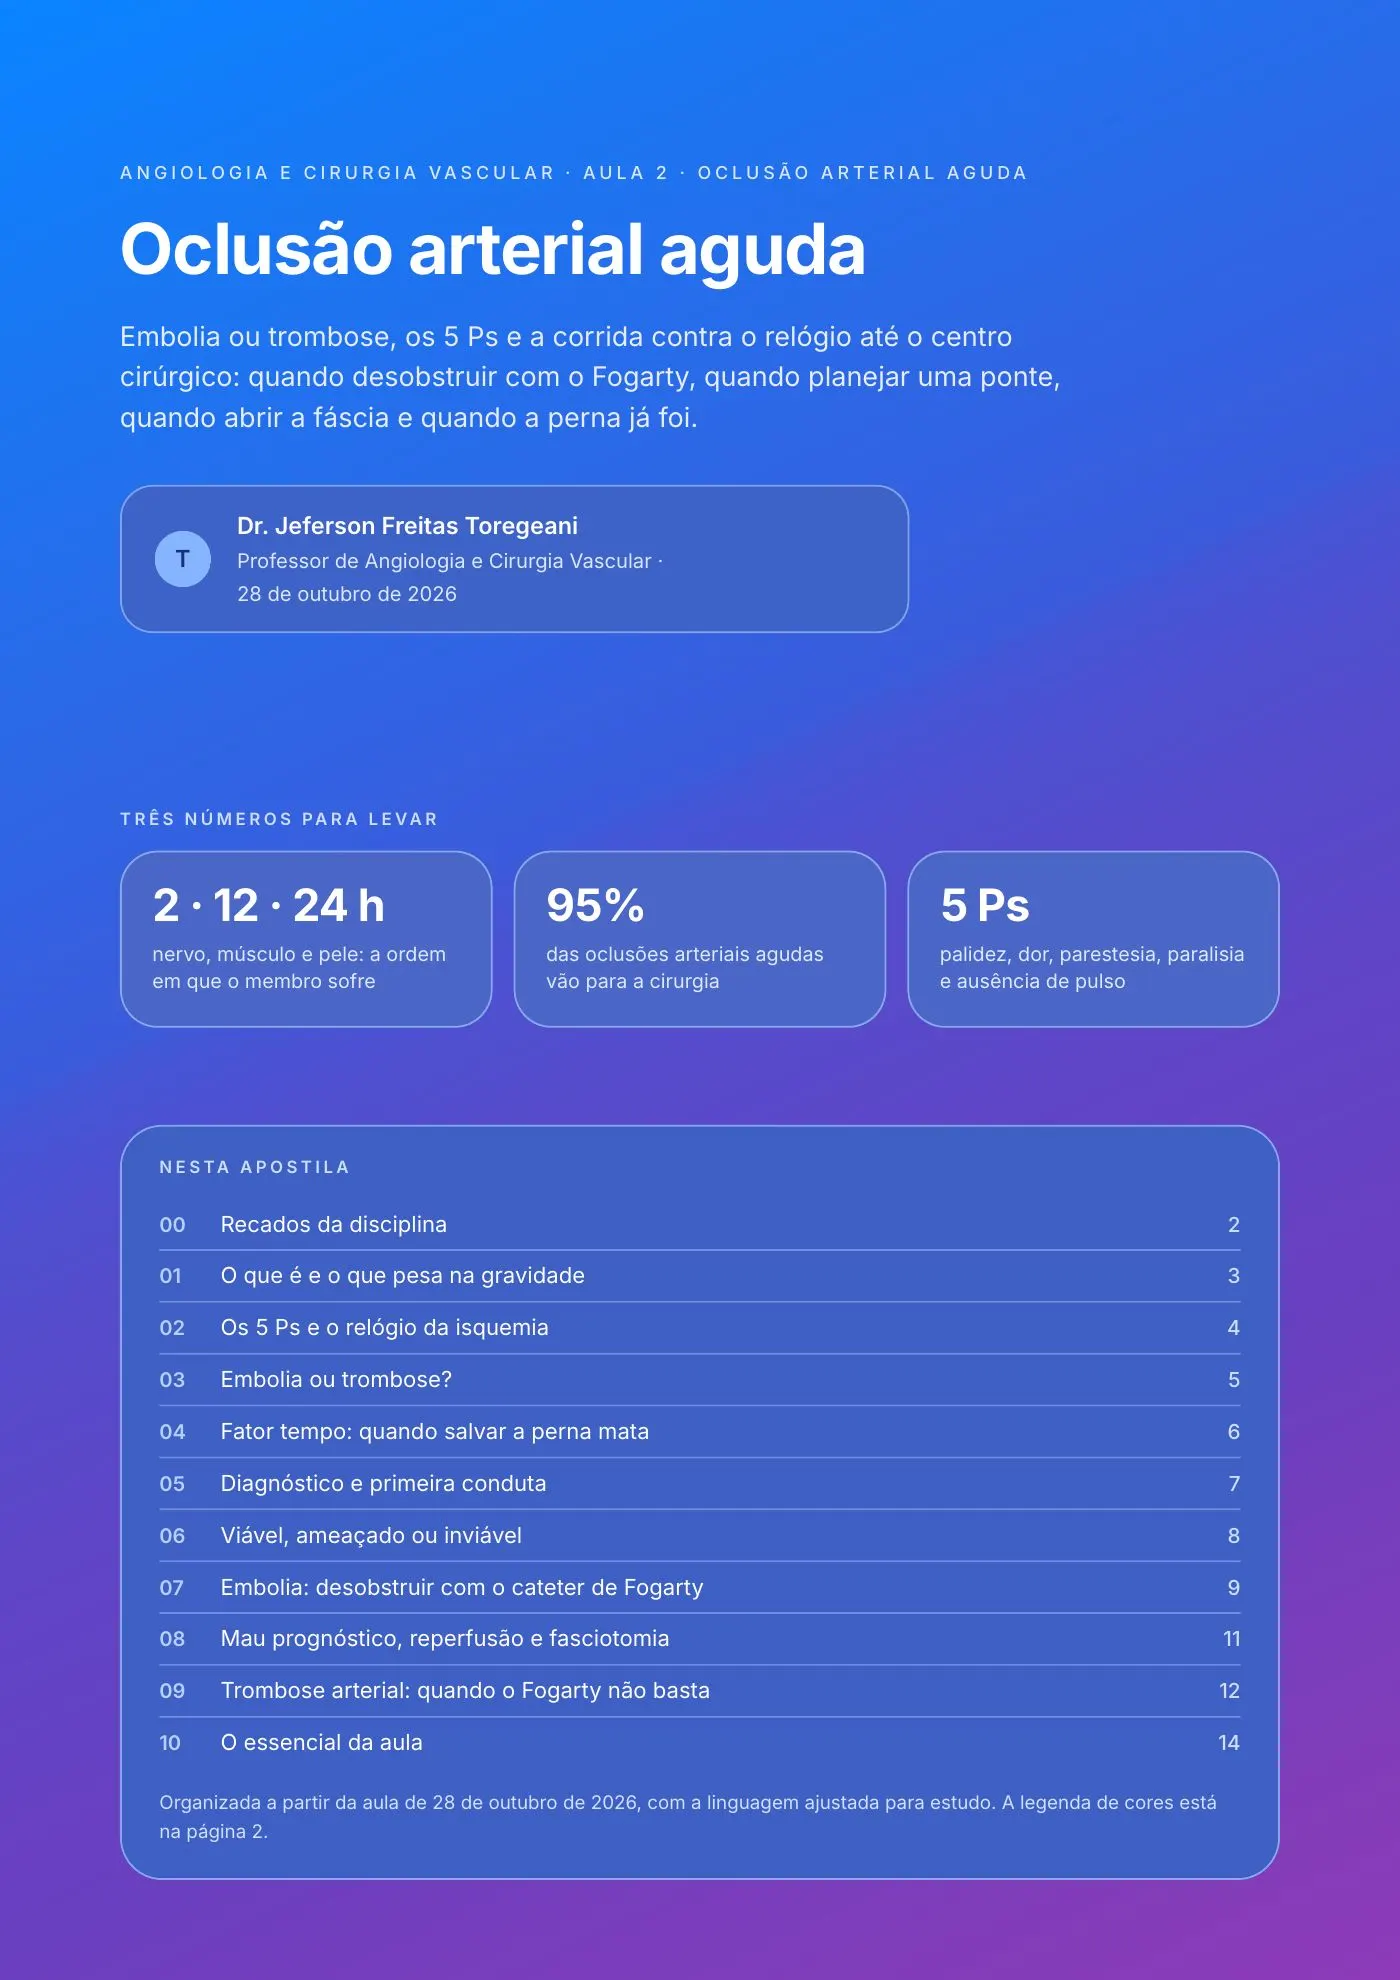 ANGIOLOGIA E CIRURGIA VASCULAR · AULA 2 · OCLUSÃO ARTERIAL AGUDA
Oclusão arterial aguda
Embolia ou trombose, os 5 Ps e a corrida contra o relógio até o centro
cirúrgico: quando desobstruir com o Fogarty, quando planejar uma ponte,
quando abrir a fáscia e quando a perna já foi.
T
Dr. Jeferson Freitas Toregeani
Professor de Angiologia e Cirurgia Vascular ·
28 de outubro de 2026
TRÊS NÚMEROS PARA LEVAR
2 · 12 · 24 h
nervo, músculo e pele: a ordem
em que o membro sofre
95%
das oclusões arteriais agudas
vão para a cirurgia
5 Ps
palidez, dor, parestesia, paralisia
e ausência de pulso
NESTA APOSTILA
00 Recados da disciplina 2
01 O que é e o que pesa na gravidade 3
02 Os 5 Ps e o relógio da isquemia 4
03 Embolia ou trombose? 5
04 Fator tempo: quando salvar a perna mata 6
05 Diagnóstico e primeira conduta 7
06 Viável, ameaçado ou inviável 8
07 Embolia: desobstruir com o cateter de Fogarty 9
08 Mau prognóstico, reperfusão e fasciotomia 11
09 Trombose arterial: quando o Fogarty não basta 12
10 O essencial da aula 14
Organizada a partir da aula de 28 de outubro de 2026, com a linguagem ajustada para estudo. A legenda de cores está
na página 2.